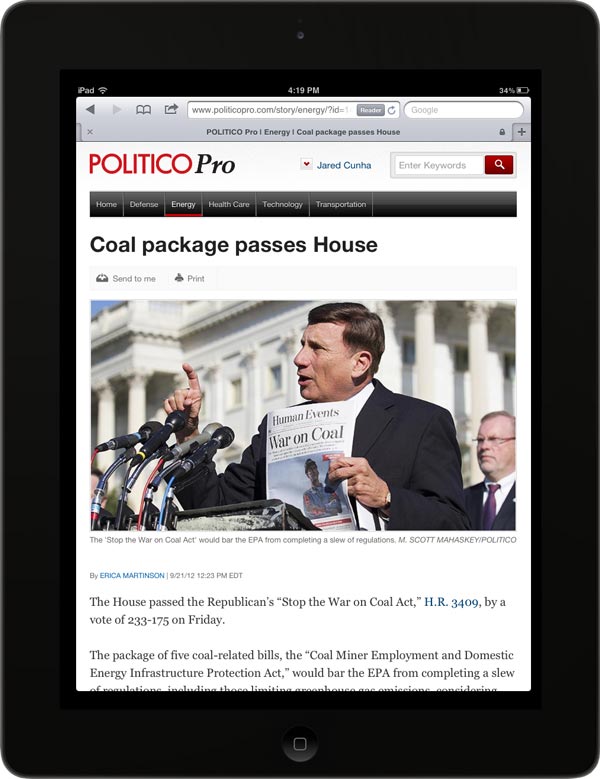 iPad 4:19 PM 34%
www.politicopro.com/story/energy/?id=1 Reader Google
POLITICO Pro | Energy | Coal package passes House
POLITICO Pro Jared Cunha Enter Keywords
Home Defense Energy Health Care Technology Transportation
Coal package passes House
Send to me Print
Human Events
War on Coal
The 'Stop the War on Coal Act' would bar the EPA from completing a slew of regulations. M. SCOTT MAHASKEY/POLITICO
By ERICA MARTINSON | 9/21/12 12:23 PM EDT
The House passed the Republican's “Stop the War on Coal Act,” H.R. 3409, by a
vote of 233-175 on Friday.
The package of five coal-related bills, the “Coal Miner Employment and Domestic
Energy Infrastructure Protection Act,” would bar the EPA from completing a slew
of regulations, including those limiting greenhouse gas emissions, considering